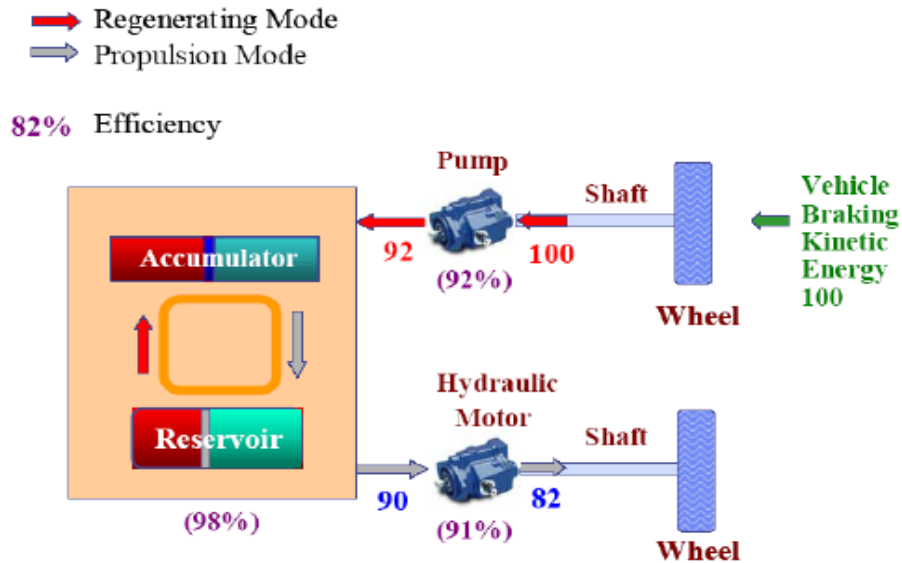 Regenerating Mode
Propulsion Mode
82% Efficiency
Pump
Shaft
Vehicle
Braking
Kinetic
Energy
100
Accumulator
92
100
(92%)
Wheel
Hydraulic
Motor
Shaft
Reservoir
90
82
(98%)
(91%)
Wheel